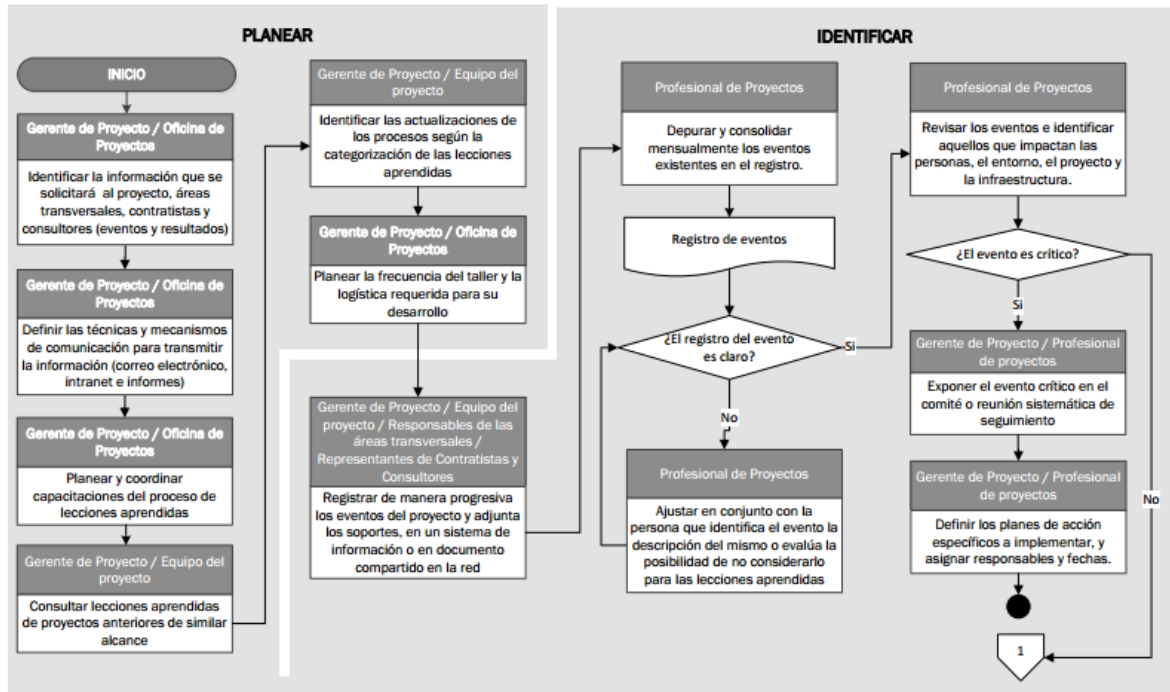 PLANEAR
INICIO
Gerente de Proyecto / Oficina de
Proyectos
Identificar la información que se
solicitará al proyecto, áreas
transversales, contratistas y
consultores (eventos y resultados)
Gerente de Proyecto / Oficina de
Proyectos
Definir las técnicas y mecanismos
de comunicación para transmitir
la información (correo electrónico,
intranet e informes)
Gerente de Proyecto / Oficina de
Proyectos
Planear y coordinar
capacitaciones del proceso de
lecciones aprendidas
Gerente de Proyecto / Equipo del
proyecto
Consultar lecciones aprendidas
de proyectos anteriores de similar
alcance
Gerente de Proyecto / Equipo del
proyecto
Identificar las actualizaciones de
los procesos según la
categorización de las lecciones
aprendidas
Gerente de Proyecto / Oficina de
Proyectos
Planear la frecuencia del taller y la
logística requerida para su
desarrollo
IDENTIFICAR
Gerente de Proyecto / Equipo del
proyecto / Responsables de las
áreas transversales /
Representantes de Contratistas y
Consultores
Registrar de manera progresiva
los eventos del proyecto y adjunta
los soportes, en un sistema de
información o en documento
compartido en la red
Profesional de Proyectos
Depurar y consolidar
mensualmente los eventos
existentes en el registro.
Registro de eventos
¿El registro del evento
es claro?
Si
No
Profesional de Proyectos
Ajustar en conjunto con la
persona que identifica el evento la
descripción del mismo o evalúa la
posibilidad de no considerarlo
para las lecciones aprendidas
Profesional de Proyectos
Revisar los eventos e identificar
aquellos que impactan las
personas, el entorno, el proyecto y
la infraestructura.
¿El evento es crítico?
Si
No
Gerente de Proyecto / Profesional
de proyectos
Exponer el evento crítico en el
comité o reunión sistemática de
seguimiento
Gerente de Proyecto / Profesional
de proyectos
Definir los planes de acción
específicos a implementar, y
asignar responsables y fechas.
1